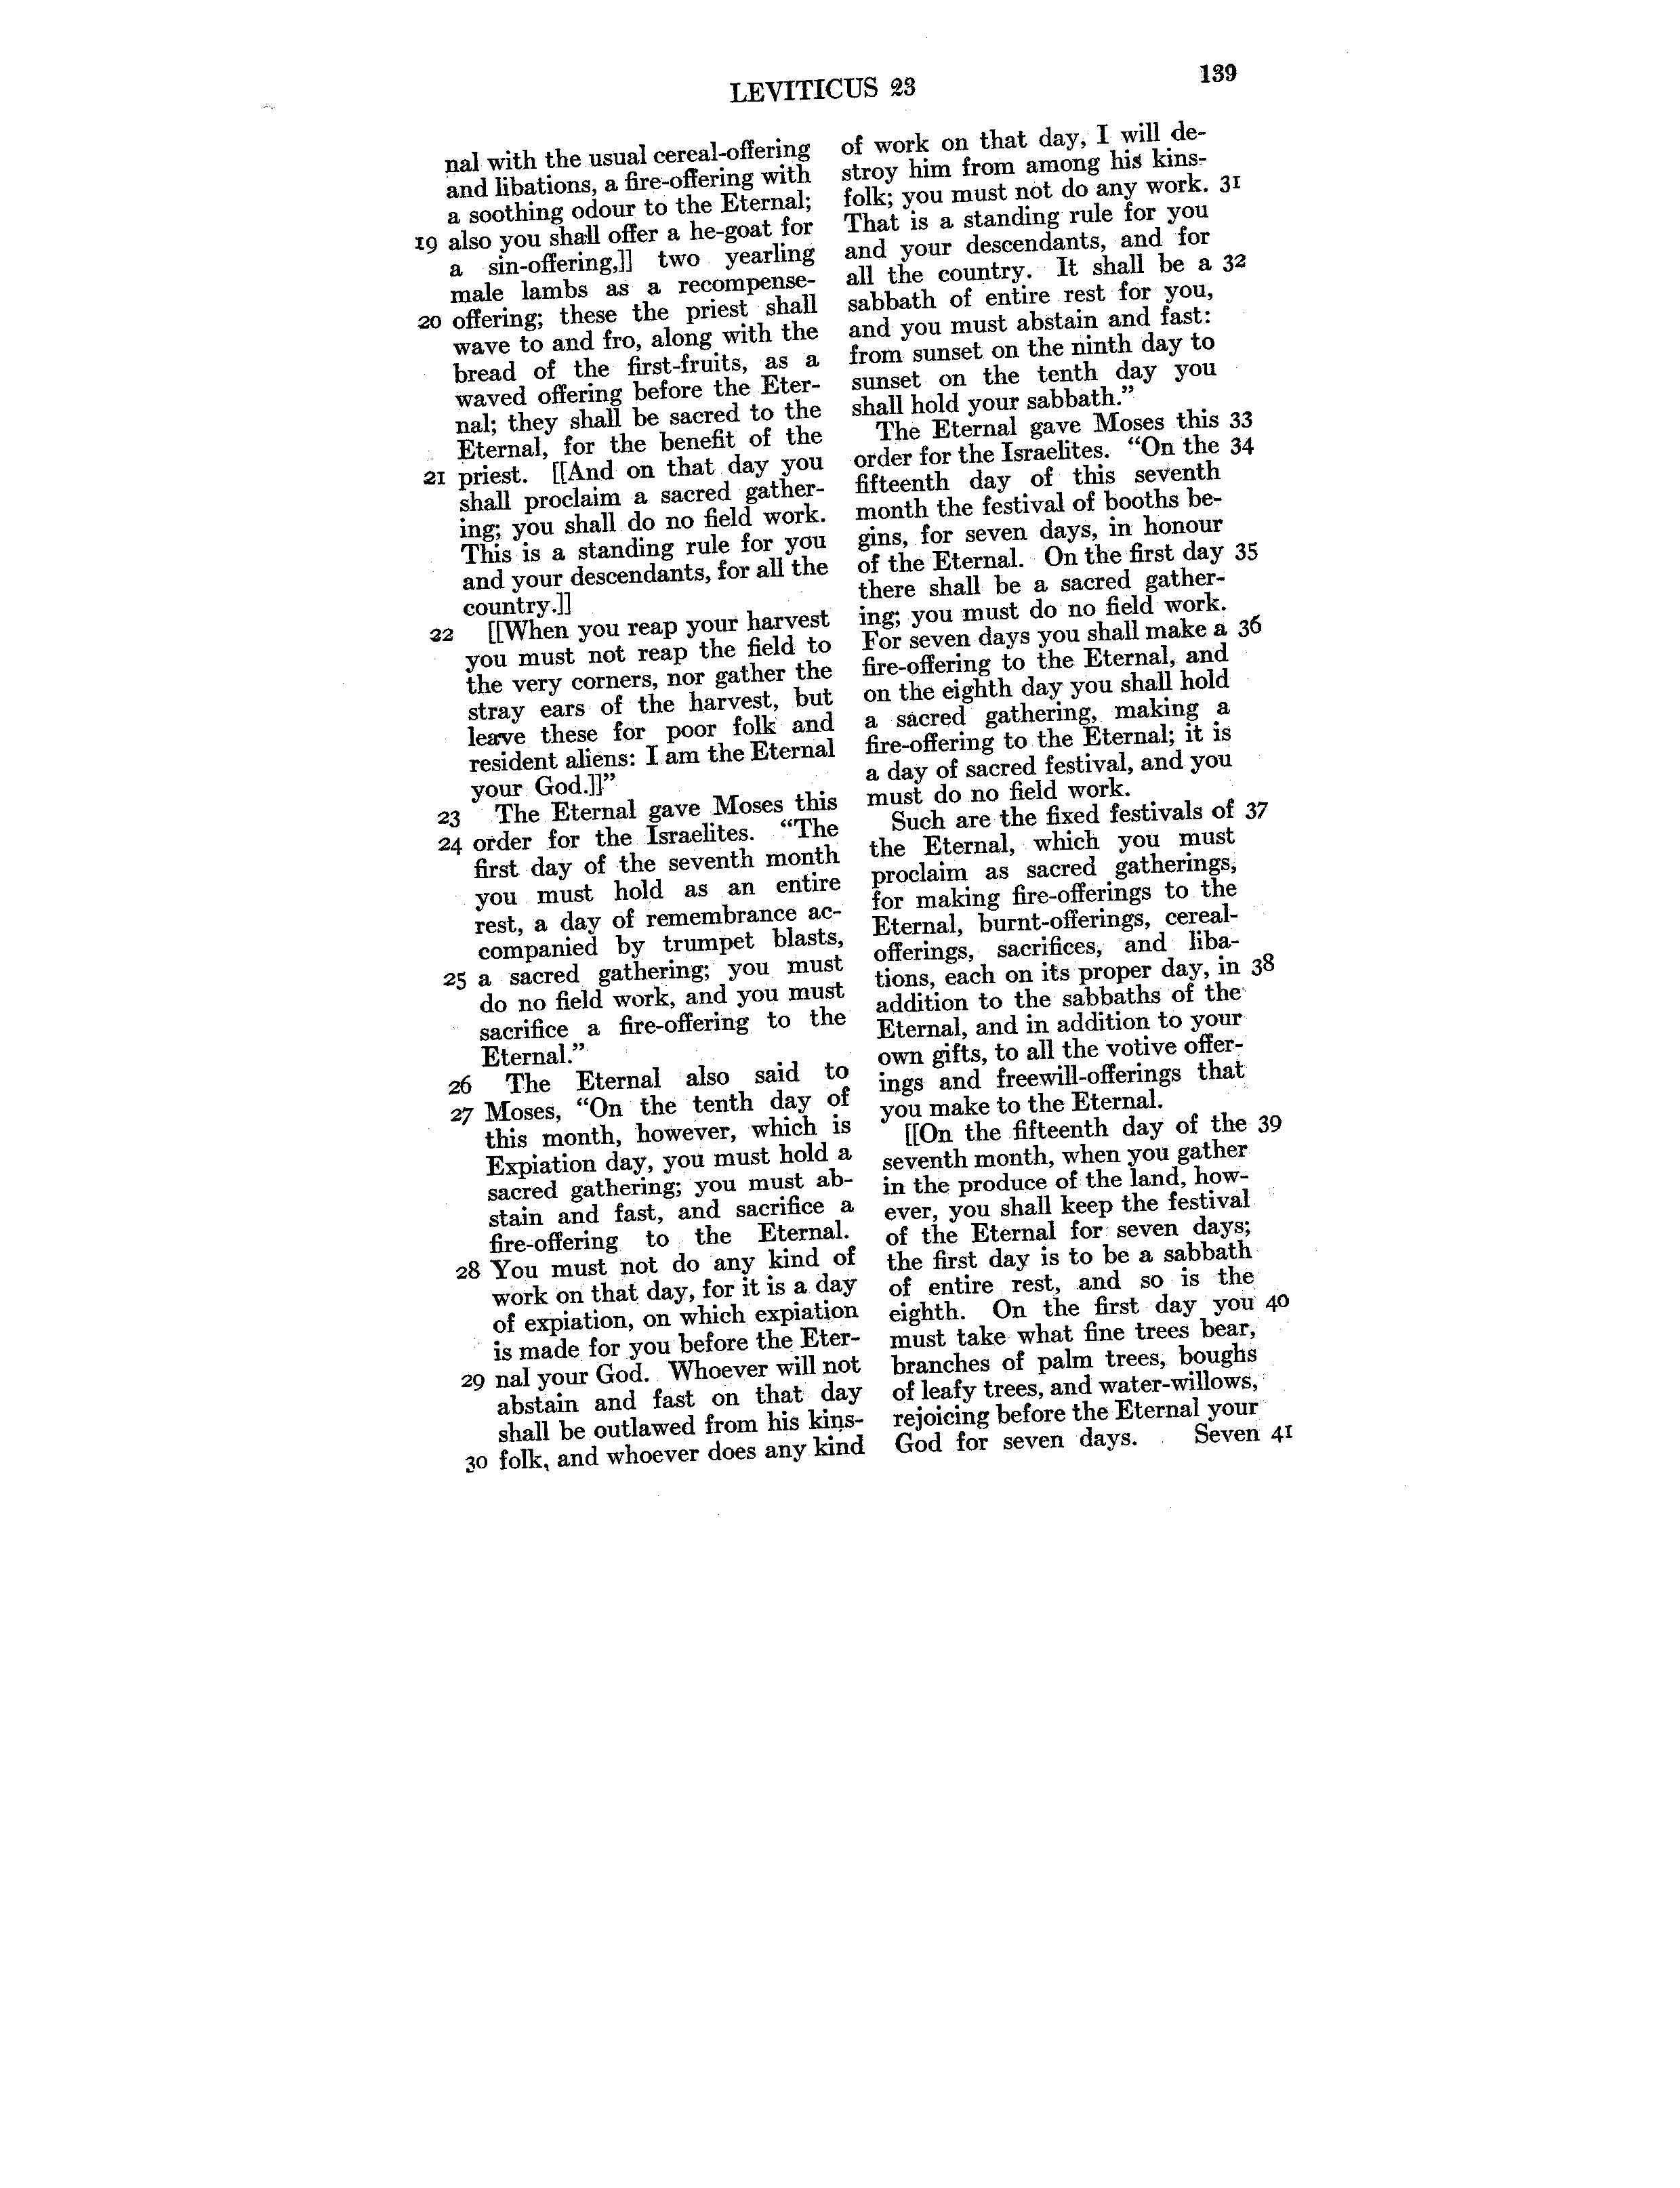 LEVITICUS 23
139
nal with the usual cereal-offering
and libations, a fire-offering with
a soothing odour to the Eternal;
19 also you shall offer a he-goat for
a sin-offering,]] two yearling
male lambs as a recompense-
20 offering; these the priest shall
wave to and fro, along with the
bread of the first-fruits, as a
waved offering before the Eter-
nal; they shall be sacred to the
Eternal, for the benefit of the
21 priest. [[And on that day you
shall proclaim a sacred gather-
ing; you shall do no field work.
This is a standing rule for you
and your descendants, for all the
country.]]
22 [[When you reap your harvest
you must not reap the field to
the very corners, nor gather the
stray ears of the harvest, but
leave these for poor folk and
resident aliens: I am the Eternal
your God.]]”
23 The Eternal gave Moses this
24 order for the Israelites. “The
first day of the seventh month
you must hold as an entire
rest, a day of remembrance ac-
companied by trumpet blasts,
25 a sacred gathering; you must
do no field work, and you must
sacrifice a fire-offering to the
Eternal.”
26 The Eternal also said to
27 Moses, “On the tenth day of
this month, however, which is
Expiation day, you must hold a
sacred gathering; you must ab-
stain and fast, and sacrifice a
fire-offering to the Eternal.
28 You must not do any kind of
work on that day, for it is a day
of expiation, on which expiation
is made for you before the Eter-
29 nal your God. Whoever will not
abstain and fast on that day
shall be outlawed from his kins-
30 folk, and whoever does any kind
of work on that day, I will de-
stroy him from among his kins-
folk; you must not do any work. 31
That is a standing rule for you
and your descendants, and for
all the country. It shall be a 32
sabbath of entire rest for you,
and you must abstain and fast:
from sunset on the ninth day to
sunset on the tenth day you
shall hold your sabbath.”
The Eternal gave Moses this 33
order for the Israelites. “On the 34
fifteenth day of this seventh
month the festival of booths be-
gins, for seven days, in honour
of the Eternal. On the first day 35
there shall be a sacred gather-
ing; you must do no field work.
For seven days you shall make a 36
fire-offering to the Eternal, and
on the eighth day you shall hold
a sacred gathering, making a
fire-offering to the Eternal; it is
a day of sacred festival, and you
must do no field work.
Such are the fixed festivals of 37
the Eternal, which you must
proclaim as sacred gatherings,
for making fire-offerings to the
Eternal, burnt-offerings, cereal-
offerings, sacrifices, and liba-
tions, each on its proper day, in 38
addition to the sabbaths of the
Eternal, and in addition to your
own gifts, to all the votive offer-
ings and freewill-offerings that
you make to the Eternal.
[[On the fifteenth day of the 39
seventh month, when you gather
in the produce of the land, how-
ever, you shall keep the festival
of the Eternal for seven days;
the first day is to be a sabbath
of entire rest, and so is the
eighth. On the first day you 40
must take what fine trees bear,
branches of palm trees, boughs
of leafy trees, and water-willows,
rejoicing before the Eternal your
God for seven days. Seven 41